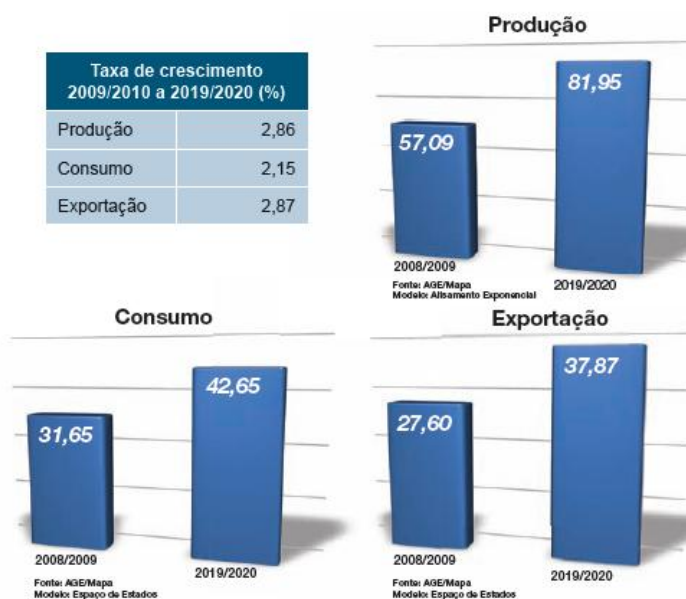 Taxa de crescimento
2009/2010 a 2019/2020 (%)
Produção 2,86
Consumo 2,15
Exportação 2,87
Produção
57,09
81,95
2008/2009
2019/2020
Fonte: AGE/Mapa
Modelo: Alisamento Exponencial
Consumo
31,65
42,65
2008/2009
2019/2020
Fonte: AGE/Mapa
Modelo: Espaço de Estados
Exportação
27,60
37,87
2008/2009
2019/2020
Fonte: AGE/Mapa
Modelo: Espaço de Estados